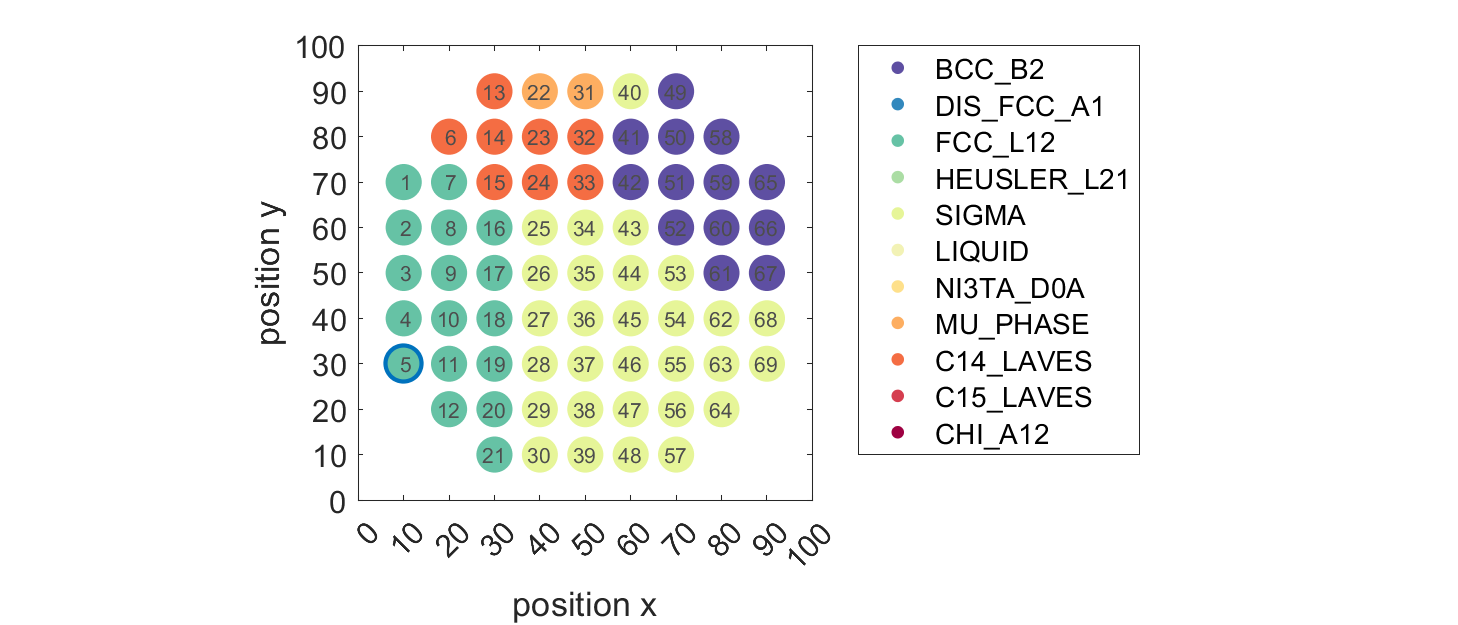 100
90 13 22 31 40 49
80 6 14 23 32 41 50 58
70 1 7 15 24 33 42 51 59 65
60 2 8 16 25 34 43 52 60 66
50 3 9 17 26 35 44 53 61 67
40 4 10 18 27 36 45 54 62 68
30 5 11 19 28 37 46 55 63 69
20 12 20 29 38 47 56 64
10 21 30 39 48 57
0
0 10 20 30 40 50 60 70 80 90 100
position x
position y
BCC_B2
DIS_FCC_A1
FCC_L12
HEUSLER_L21
SIGMA
LIQUID
NI3TA_D0A
MU_PHASE
C14_LAVES
C15_LAVES
CHI_A12